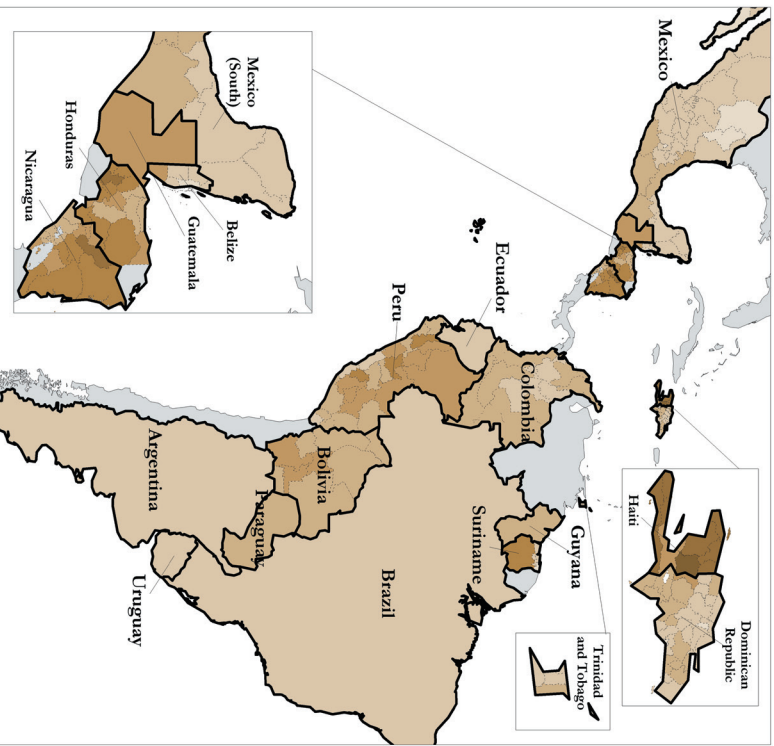 Mexico
Mexico
(South)
Honduras
Nicaragua
Belize
Guatemala
Haiti
Dominican
Republic
Trinidad
and Tobago
Ecuador
Peru
Colombia
Guyana
Suriname
Bolivia
Paraguay
Brazil
Argentina
Uruguay